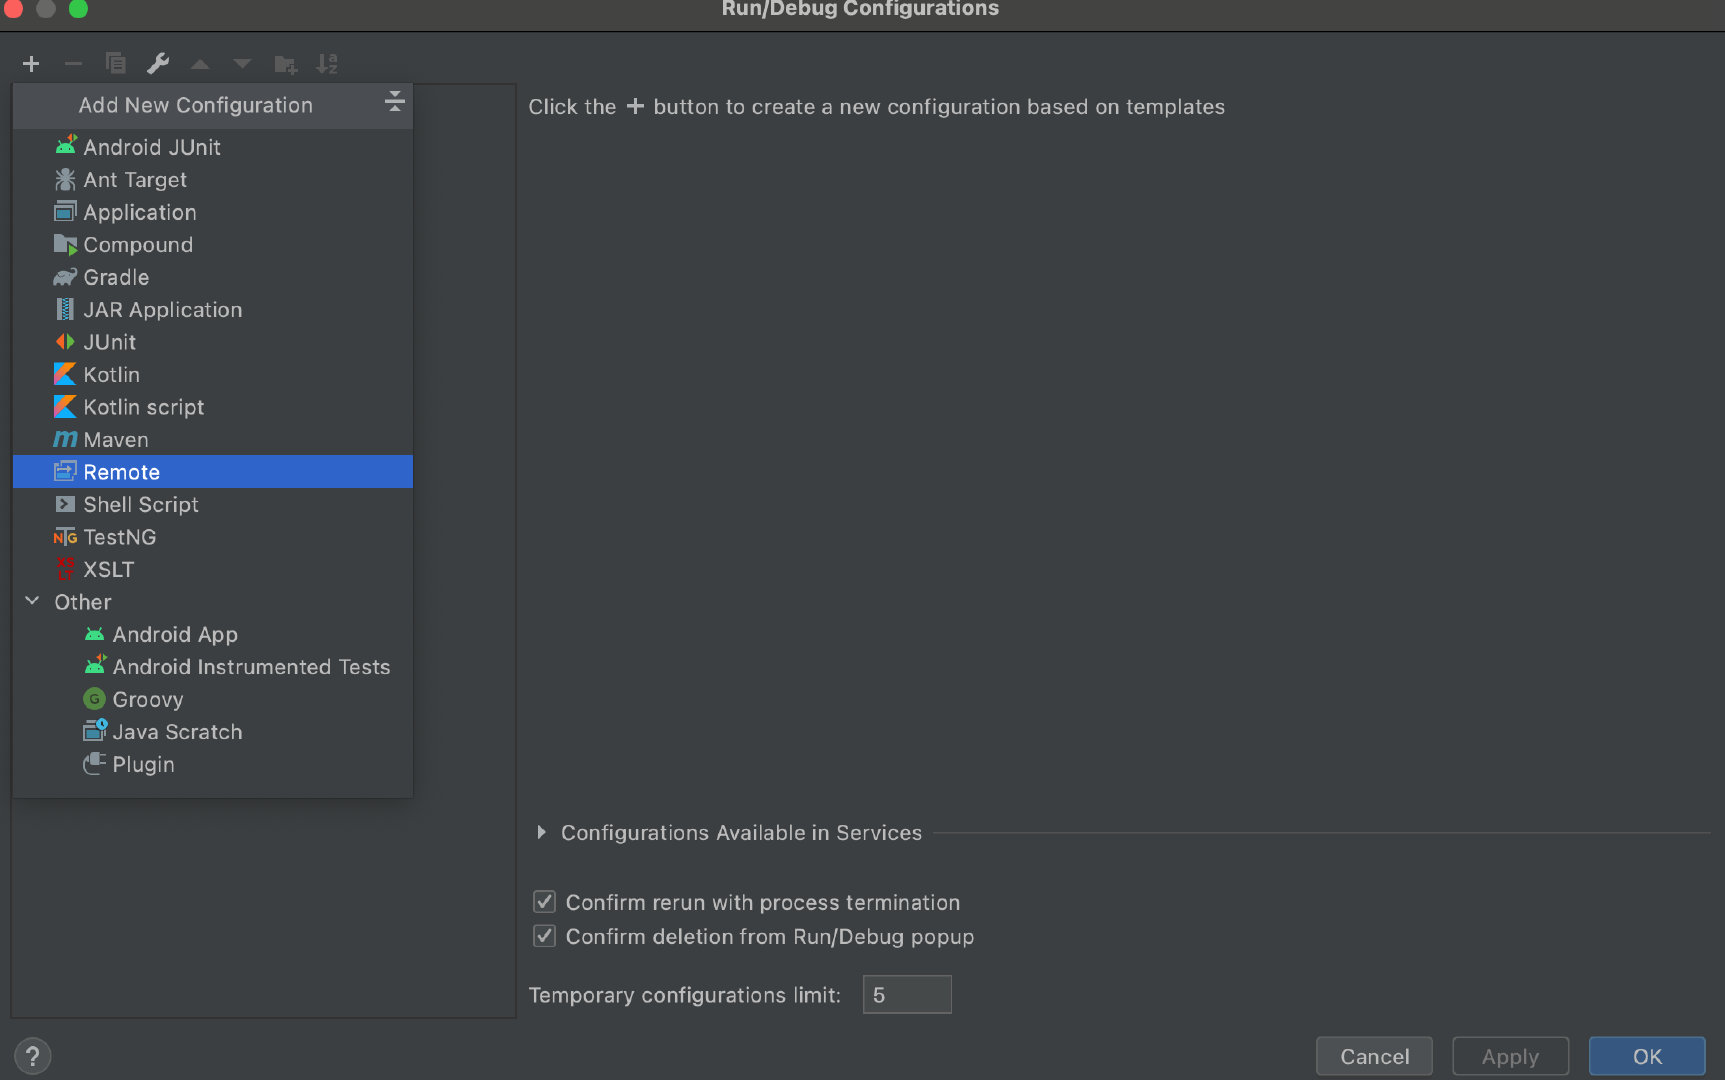 Run/Debug Configurations
Add New Configuration
Click the + button to create a new configuration based on templates
Android JUnit
Ant Target
Application
Compound
Gradle
JAR Application
JUnit
Kotlin
Kotlin script
m Maven
Remote
Shell Script
NTG TestNG
XSLT XSLT
Other
Android App
Android Instrumented Tests
G Groovy
Java Scratch
Plugin
Configurations Available in Services
Confirm rerun with process termination
Confirm deletion from Run/Debug popup
Temporary configurations limit: 5
? Cancel Apply OK